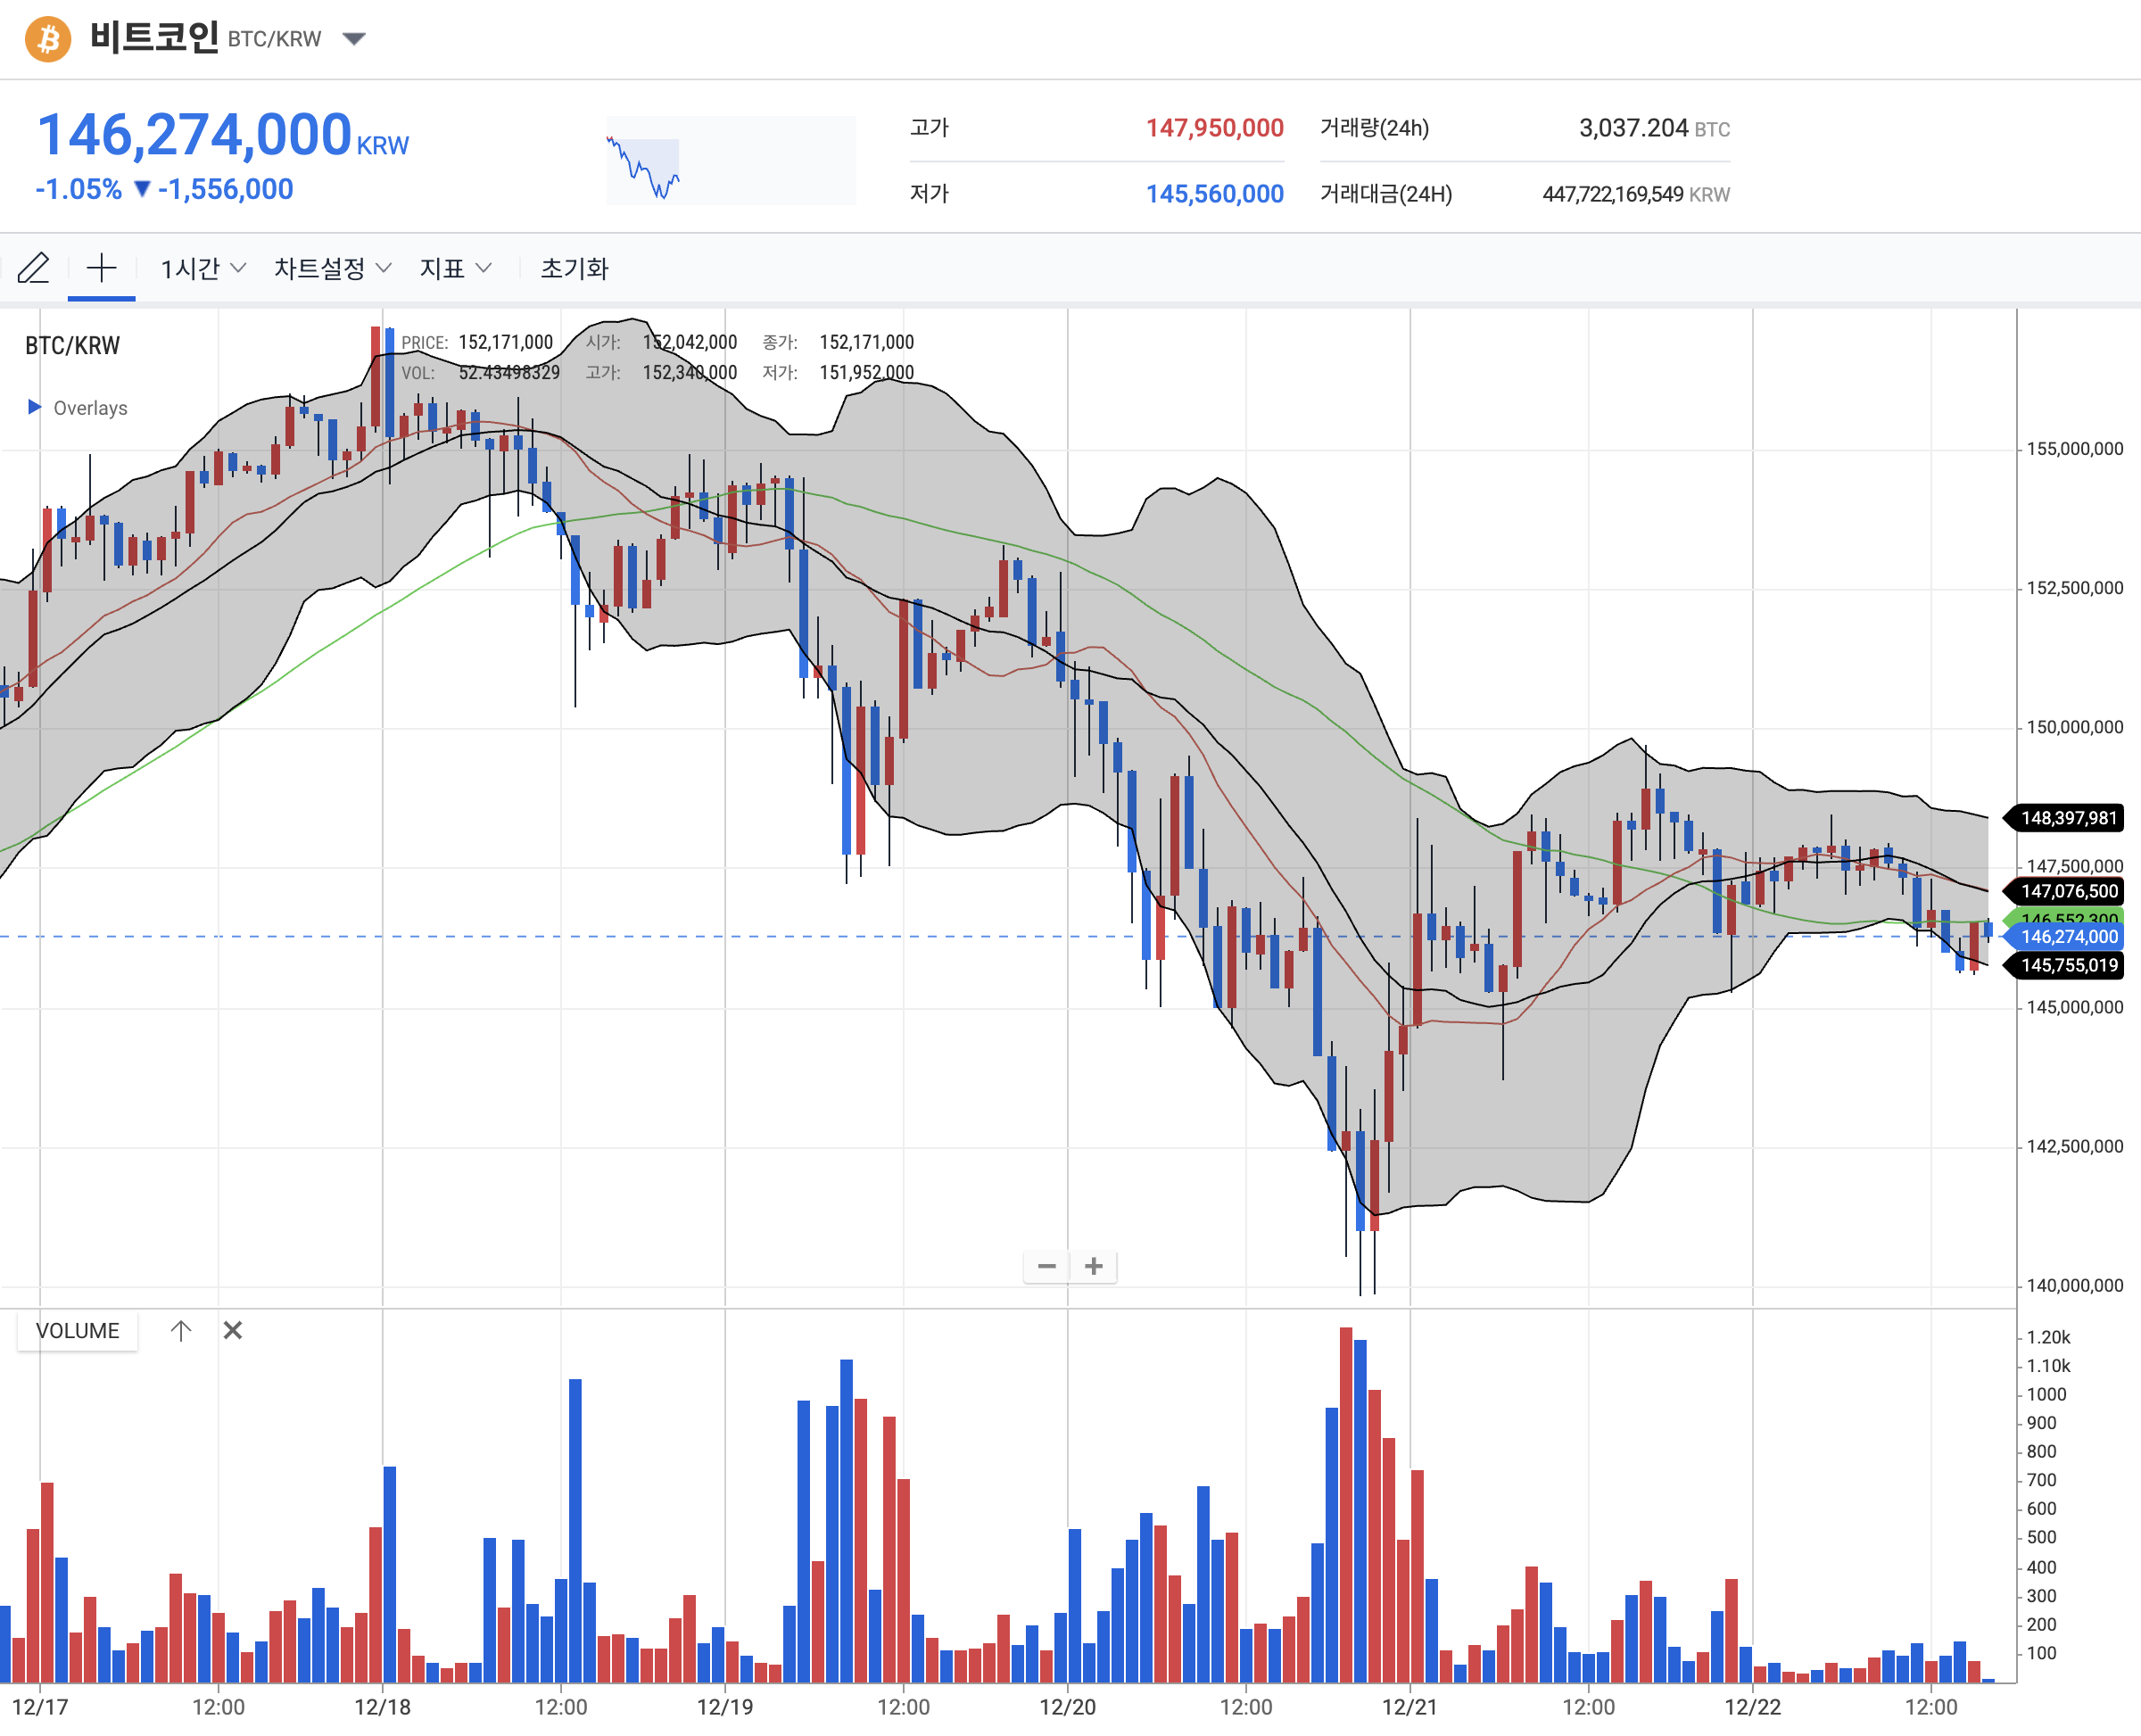 비트코인 BTC/KRW
146,274,000 KRW
-1.05% ▼ -1,556,000
고가 147,950,000
저가 145,560,000
거래량(24h) 3,037.204 BTC
거래대금(24H) 447,722,169,549 KRW
1시간 차트설정 지표 초기화
BTC/KRW
PRICE: 152,171,000 시가: 152,042,000 종가: 152,171,000
VOL: 52.43498329 고가: 152,340,000 저가: 151,952,000
Overlays
155,000,000
152,500,000
150,000,000
148,397,981
147,500,000
147,076,500
146,552,300
146,274,000
145,755,019
145,000,000
142,500,000
140,000,000
VOLUME
1.20k
1.10k
1000
900
800
700
600
500
400
300
200
100
12/17 12:00 12/18 12:00 12/19 12:00 12/20 12:00 12/21 12:00 12/22 12:00